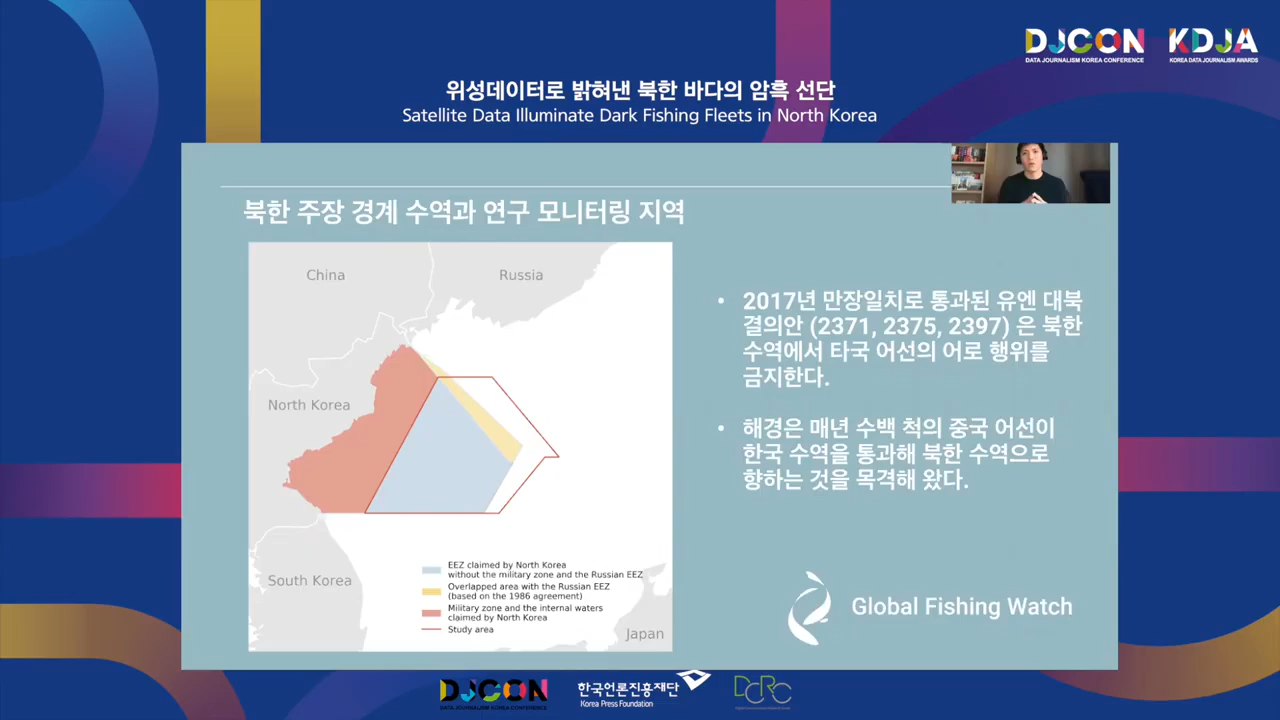 DJCON
DATA JOURNALISM KOREA CONFERENCE
KDJA
KOREA DATA JOURNALISM AWARDS
위성데이터로 밝혀낸 북한 바다의 암흑 선단
Satellite Data Illuminate Dark Fishing Fleets in North Korea
북한 주장 경계 수역과 연구 모니터링 지역
China
Russia
North Korea
South Korea
Japan
EEZ claimed by North Korea
without the military zone and the Russian EEZ
Overlapped area with the Russian EEZ
(based on the 1986 agreement)
Military zone and the internal waters
claimed by North Korea
Study area
• 2017년 만장일치로 통과된 유엔 대북
결의안 (2371, 2375, 2397) 은 북한
수역에서 타국 어선의 어로 행위를
금지한다.
• 해경은 매년 수백 척의 중국 어선이
한국 수역을 통과해 북한 수역으로
향하는 것을 목격해 왔다.
Global Fishing Watch
DJCON
DATA JOURNALISM KOREA CONFERENCE
한국언론진흥재단
Korea Press Foundation
DCRC